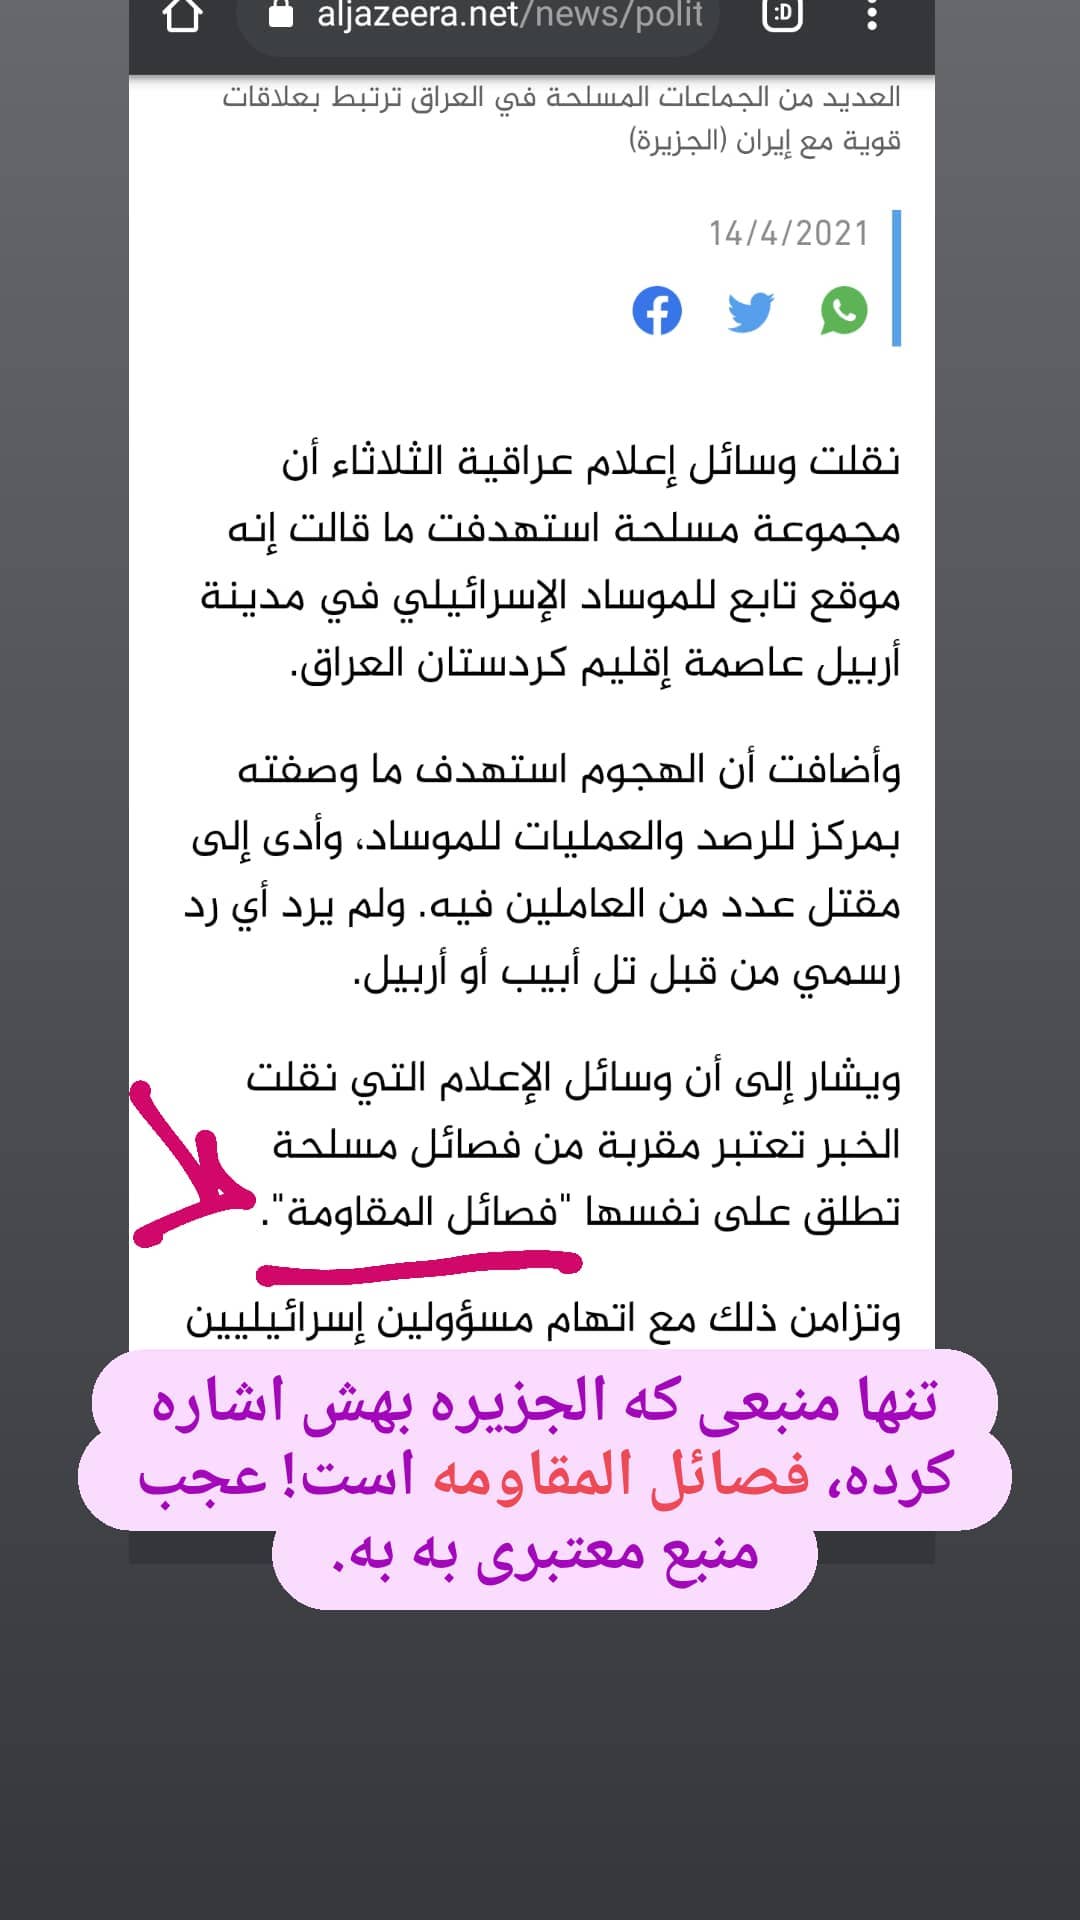 aljazeera.net/news/polit
:D
العديد من الجماعات المسلحة في العراق ترتبط بعلاقات
قوية مع إيران (الجزيرة)
14/4/2021
نقلت وسائل إعلام عراقية الثلاثاء أن
مجموعة مسلحة استهدفت ما قالت إنه
موقع تابع للموساد الإسرائيلي في مدينة
أربيل عاصمة إقليم كردستان العراق.
وأضافت أن الهجوم استهدف ما وصفته
بمركز للرصد والعمليات للموساد، وأدى إلى
مقتل عدد من العاملين فيه. ولم يرد أي رد
رسمي من قبل تل أبيب أو أربيل.
ويشار إلى أن وسائل الإعلام التي نقلت
الخبر تعتبر مقربة من فصائل مسلحة
تطلق على نفسها "فصائل المقاومة".
وتزامن ذلك مع اتهام مسؤولين إسرائيليين
تنها منبعی که الجزیره بهش اشاره
کرده، فصائل المقاومه است! عجب
منبع معتبری به به.